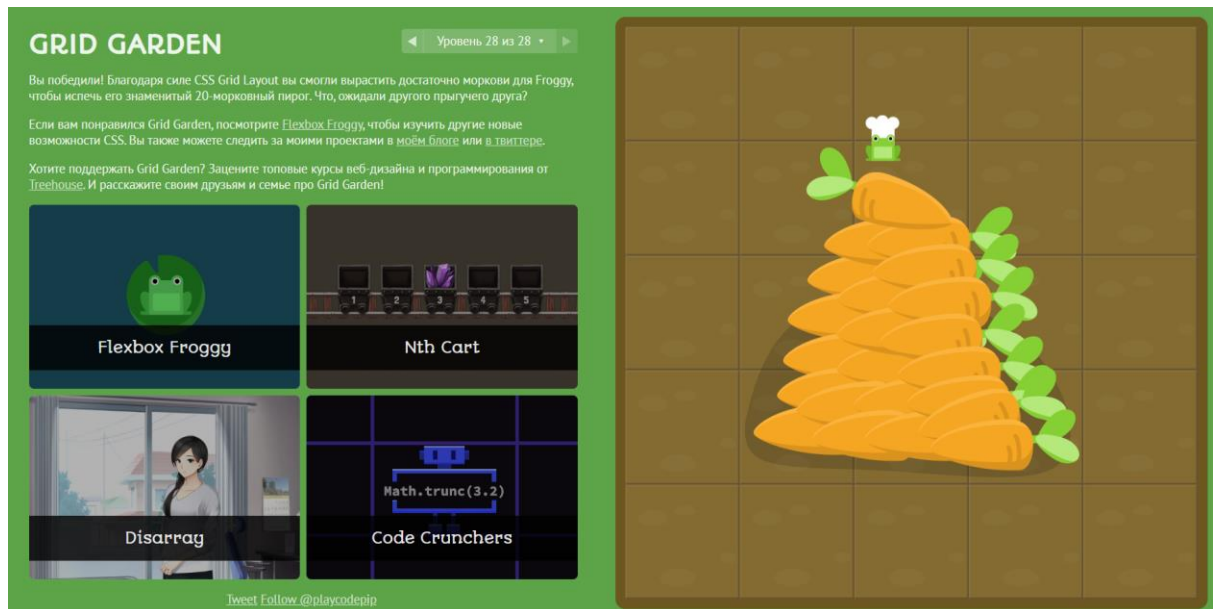 GRID GARDEN
Уровень 28 из 28
Вы победили! Благодаря силе CSS Grid Layout вы смогли вырастить достаточно моркови для Froggy,
чтобы испечь его знаменитый 20-морковный пирог. Что, ожидали другого прыгучего друга?
Если вам понравился Grid Garden, посмотрите Flexbox Froggy, чтобы изучить другие новые
возможности CSS. Вы также можете следить за моими проектами в моём блоге или в твиттере.
Хотите поддержать Grid Garden? Зацените топовые курсы веб-дизайна и программирования от
Treehouse. И расскажите своим друзьям и семье про Grid Garden!
Flexbox Froggy
1 2 3 4 5
Nth Cart
Disarray
Math.trunc(3.2)
Code Crunchers
Tweet Follow @playcodepip